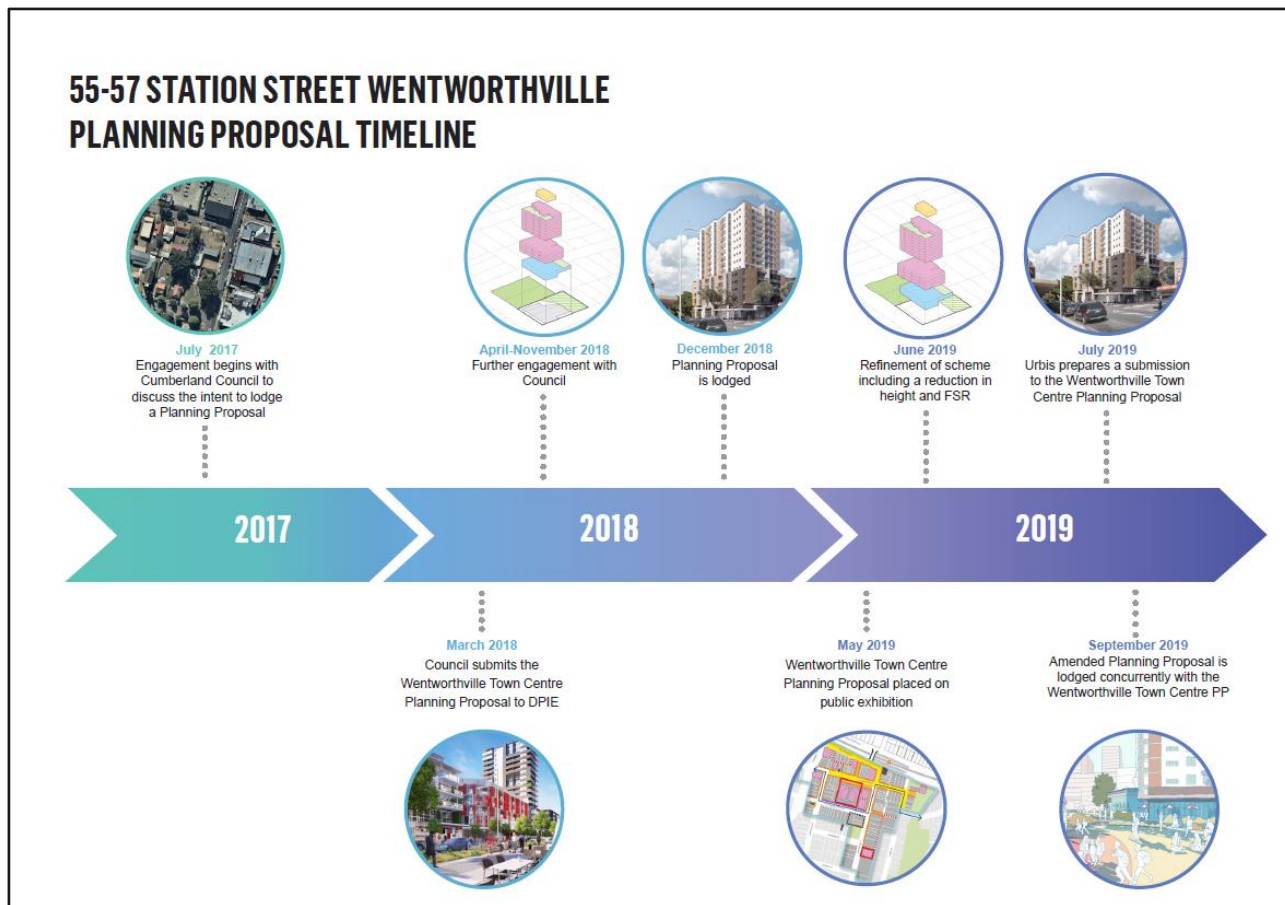 55-57 STATION STREET WENTWORTHVILLE
PLANNING PROPOSAL TIMELINE
July 2017
Engagement begins with
Cumberland Council to
discuss the intent to lodge
a Planning Proposal
April-November 2018
Further engagement with
Council
December 2018
Planning Proposal
is lodged
June 2019
Refinement of scheme
including a reduction in
height and FSR
July 2019
Urbis prepares a submission
to the Wentworthville Town
Centre Planning Proposal
2017
2018
2019
March 2018
Council submits the
Wentworthville Town Centre
Planning Proposal to DPIE
May 2019
Wentworthville Town Centre
Planning Proposal placed on
public exhibition
September 2019
Amended Planning Proposal is
lodged concurrently with the
Wentworthville Town Centre PP